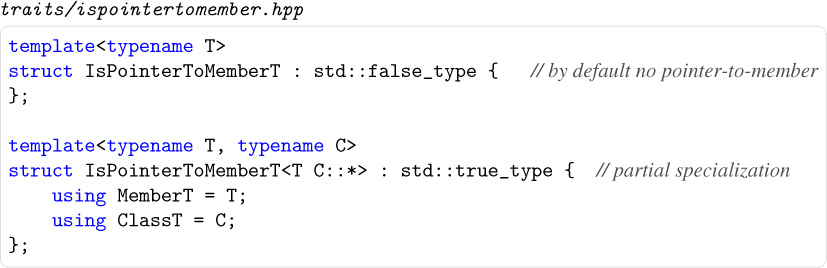 traits/ispointertomember.hpp
template<typename T>
struct IsPointerToMemberT : std::false_type { // by default no pointer-to-member
};
template<typename T, typename C>
struct IsPointerToMemberT<T C::*> : std::true_type { // partial specialization
using MemberT = T;
using ClassT = C;
};